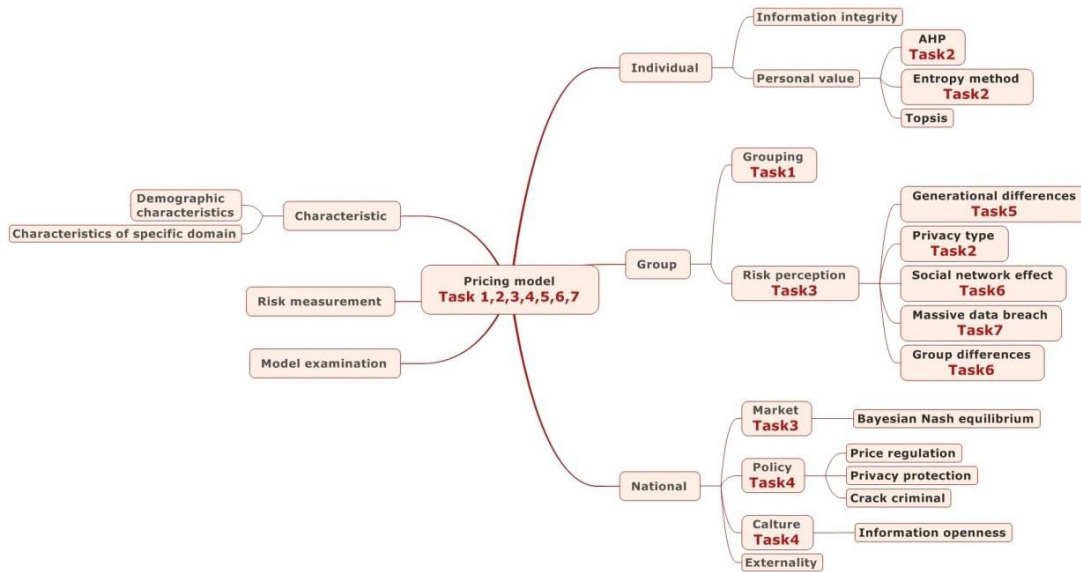 Pricing model
Task 1,2,3,4,5,6,7
Characteristic
Demographic
characteristics
Characteristics of specific domain
Risk measurement
Model examination
Individual
Information integrity
Personal value
AHP
Task2
Entropy method
Task2
Topsis
Group
Grouping
Task1
Risk perception
Task3
Generational differences
Task5
Privacy type
Task2
Social network effect
Task6
Massive data breach
Task7
Group differences
Task6
National
Market
Task3
Bayesian Nash equilibrium
Policy
Task4
Price regulation
Privacy protection
Crack criminal
Calture
Task4
Information openness
Externality